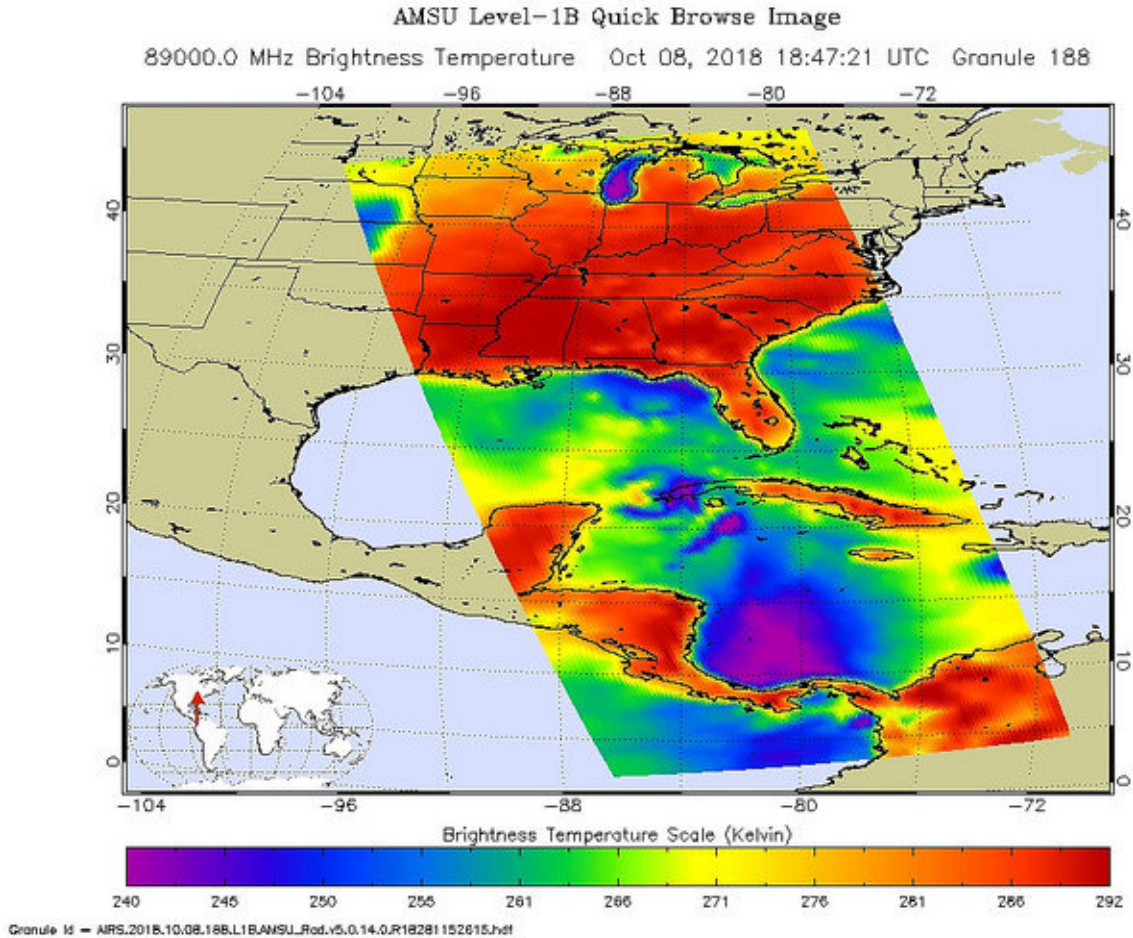 AMSU Level-1B Quick Browse Image
89000.0 MHz Brightness Temperature Oct 08, 2018 18:47:21 UTC Granule 188
-104 -96 -88 -80 -72
40 40
30 30
20 20
10 10
0 0
-104 -96 -88 -80 -72
Brightness Temperature Scale (Kelvin)
240 245 250 255 261 266 271 276 281 286 292
Granule Id = AIRS.2018.10.08.188.L1B.AMSU_Rad.v5.0.14.0.R18281152615.hdf